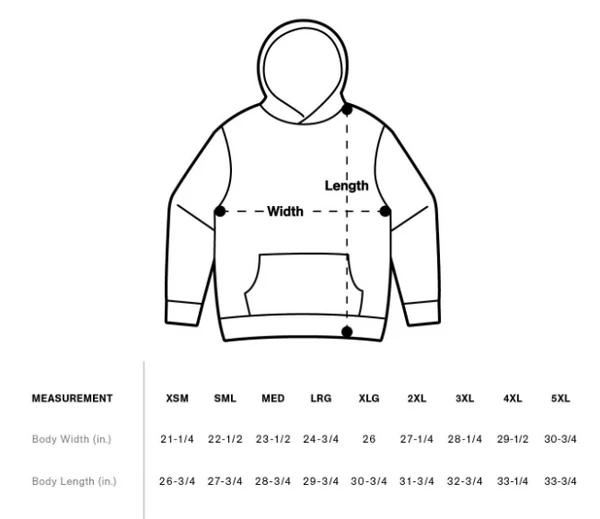 Length
Width
MEASUREMENT XSM SML MED LRG XLG 2XL 3XL 4XL 5XL
Body Width (in.) 21-1/4 22-1/2 23-1/2 24-3/4 26 27-1/4 28-1/4 29-1/2 30-3/4
Body Length (in.) 26-3/4 27-3/4 28-3/4 29-3/4 30-3/4 31-3/4 32-3/4 33-1/4 33-3/4